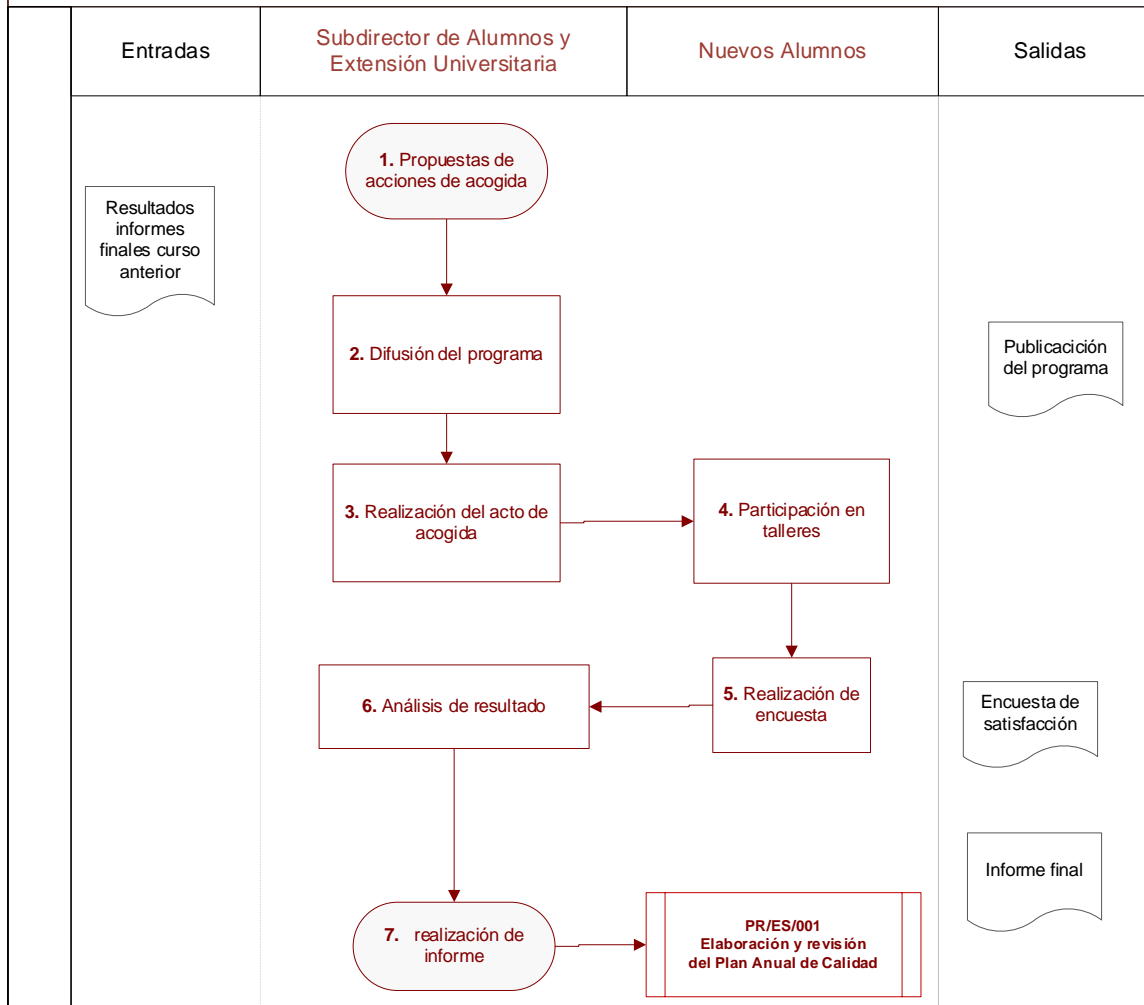 Entradas
Subdirector de Alumnos y
Extensión Universitaria
Nuevos Alumnos
Salidas
1. Propuestas de
acciones de acogida
Resultados
informes
finales curso
anterior
2. Difusión del programa
Publicacición
del programa
3. Realización del acto de
acogida
4. Participación en
talleres
5. Realización de
encuesta
6. Análisis de resultado
Encuesta de
satisfacción
Informe final
7. realización de
informe
PR/ES/001
Elaboración y revisión
del Plan Anual de Calidad